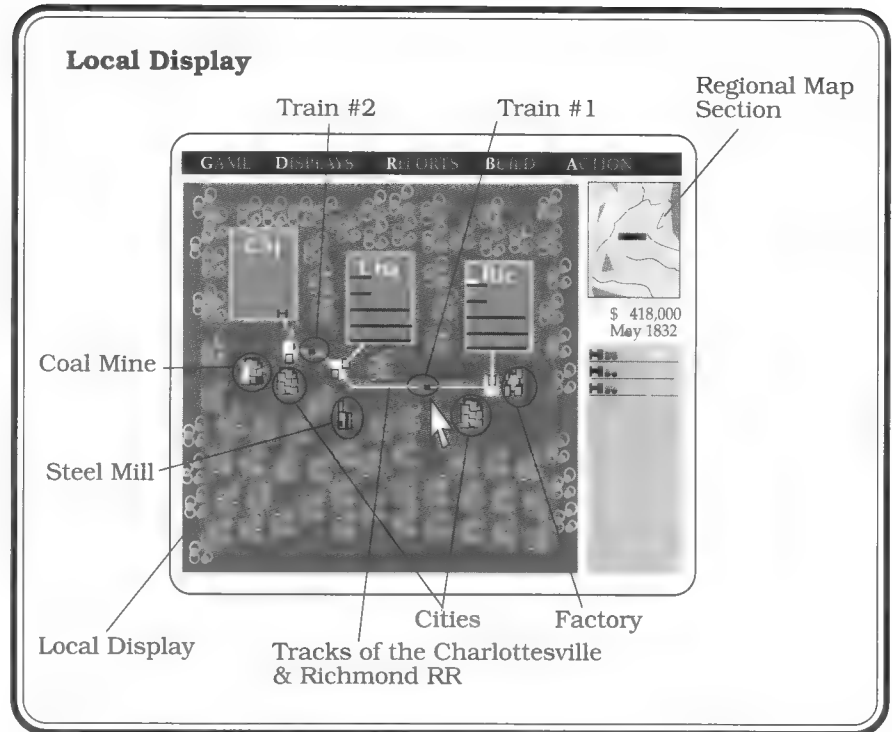 Local Display
Train #2
Train #1
Regional Map
Section
GAME DISPLAYS REPORTS BUILD ACTION
$ 418,000
May 1832
Coal Mine
Steel Mill
Cities
Factory
Local Display
Tracks of the Charlottesville
& Richmond RR